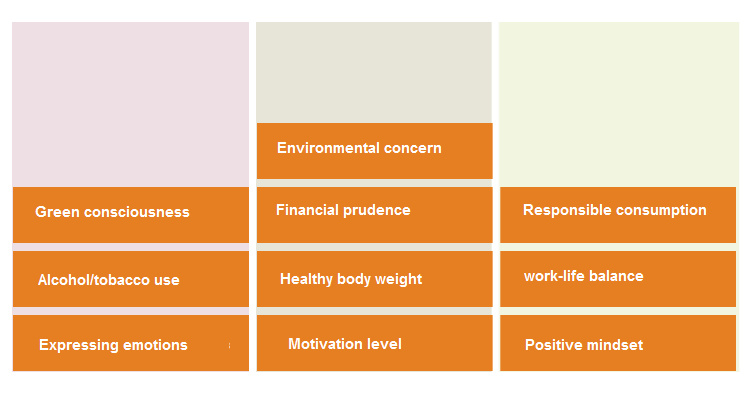 Environmental concern
Green consciousness
Financial prudence
Responsible consumption
Alcohol/tobacco use
Healthy body weight
work-life balance
Expressing emotions
Motivation level
Positive mindset